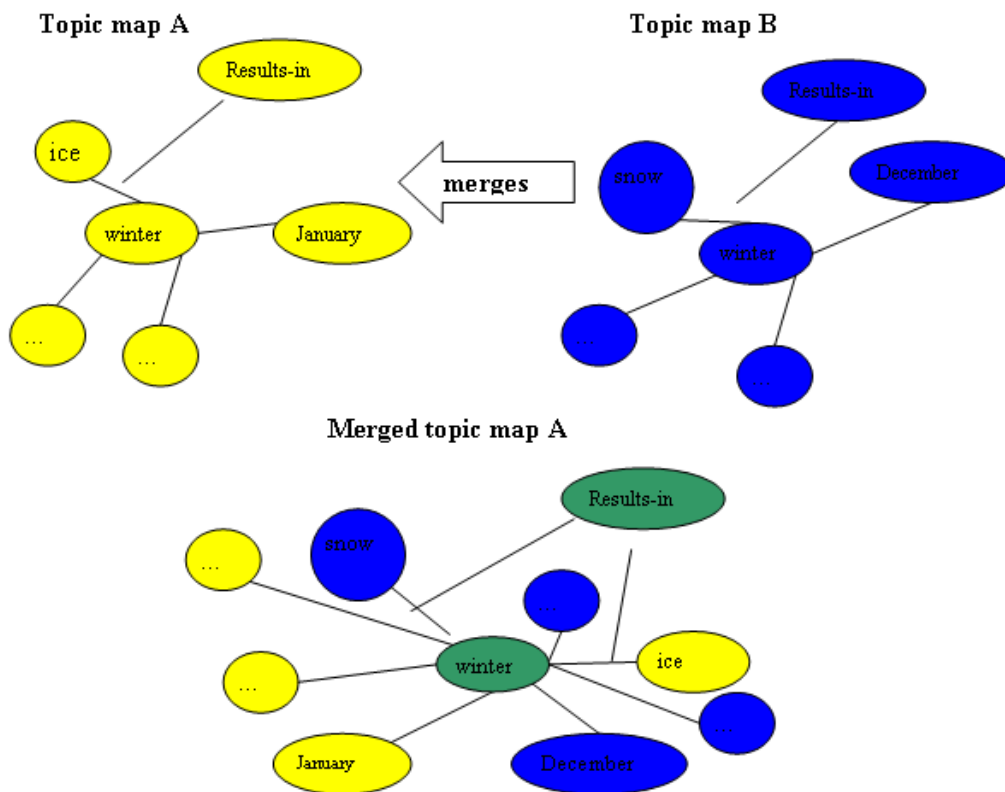 Topic map A
Topic map B
Results-in
Results-in
ice
merges
snow
December
winter
January
winter
...
...
...
...
Merged topic map A
Results-in
snow
...
...
winter
ice
...
...
January
December